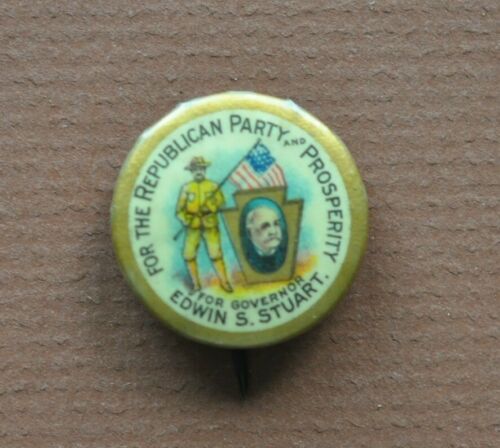 FOR THE REPUBLICAN PARTY AND PROSPERITY
FOR GOVERNOR
EDWIN S. STUART.